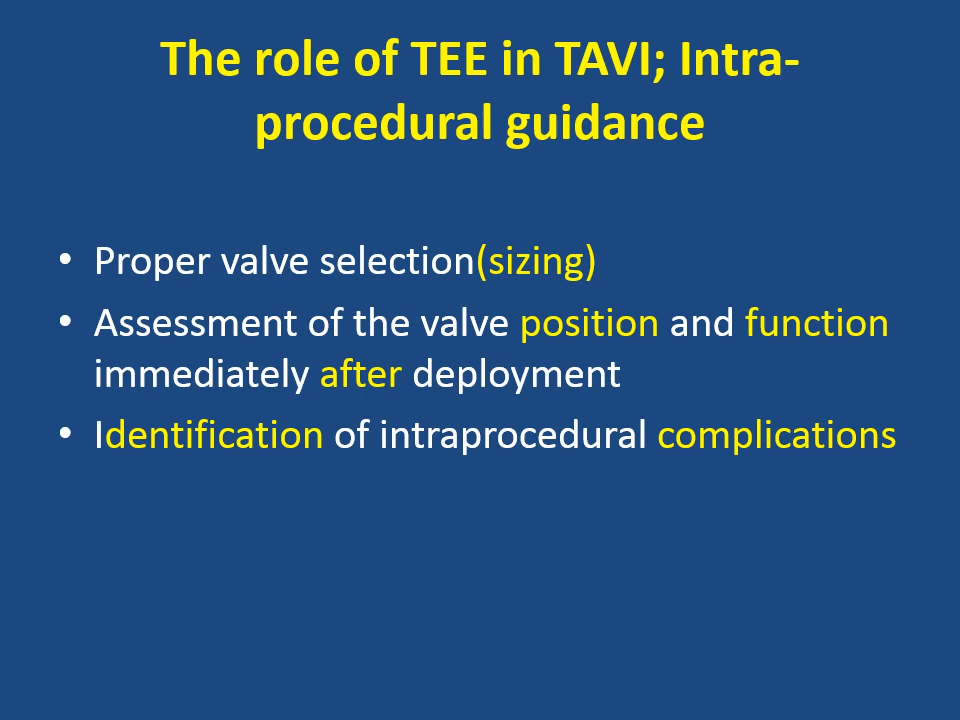 The role of TEE in TAVI; Intra-
procedural guidance
• Proper valve selection(sizing)
• Assessment of the valve position and function
immediately after deployment
• Identification of intraprocedural complications